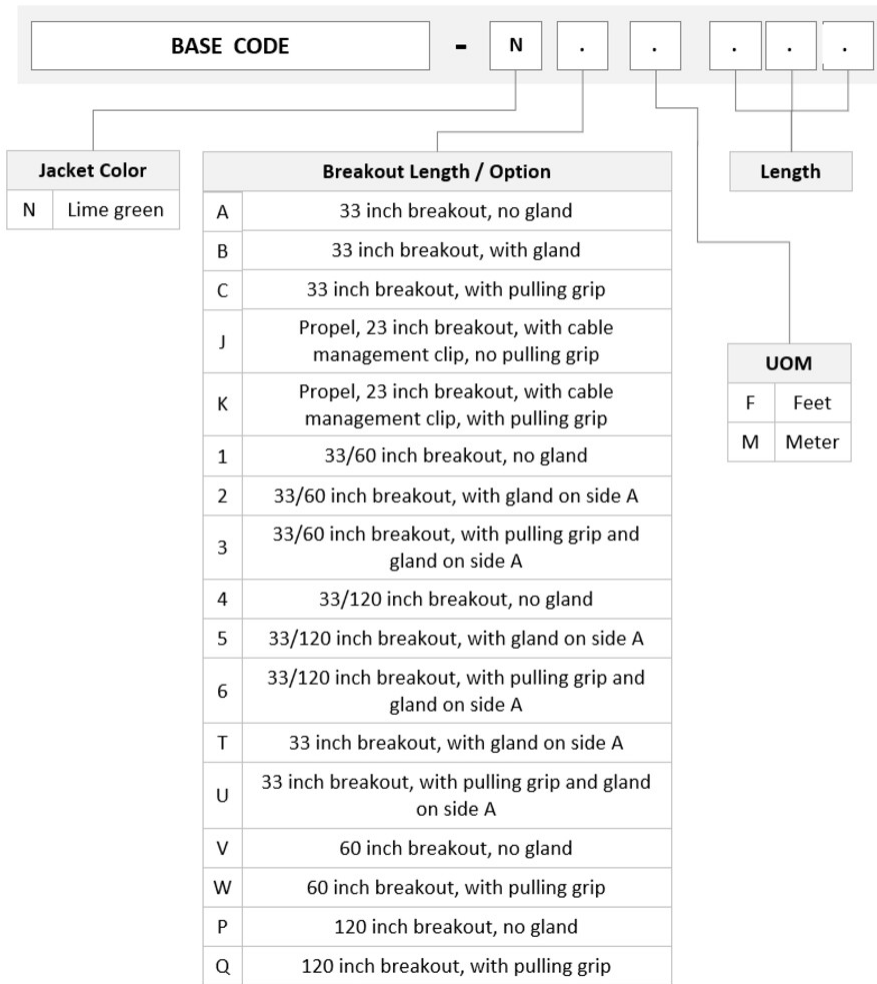 BASE CODE - N . . . . .
Jacket Color
N Lime green
Breakout Length / Option
A 33 inch breakout, no gland
B 33 inch breakout, with gland
C 33 inch breakout, with pulling grip
J Propel, 23 inch breakout, with cable
management clip, no pulling grip
K Propel, 23 inch breakout, with cable
management clip, with pulling grip
1 33/60 inch breakout, no gland
2 33/60 inch breakout, with gland on side A
3 33/60 inch breakout, with pulling grip and
gland on side A
4 33/120 inch breakout, no gland
5 33/120 inch breakout, with gland on side A
6 33/120 inch breakout, with pulling grip and
gland on side A
T 33 inch breakout, with gland on side A
U 33 inch breakout, with pulling grip and gland
on side A
V 60 inch breakout, no gland
W 60 inch breakout, with pulling grip
P 120 inch breakout, no gland
Q 120 inch breakout, with pulling grip
Length
UOM
F Feet
M Meter